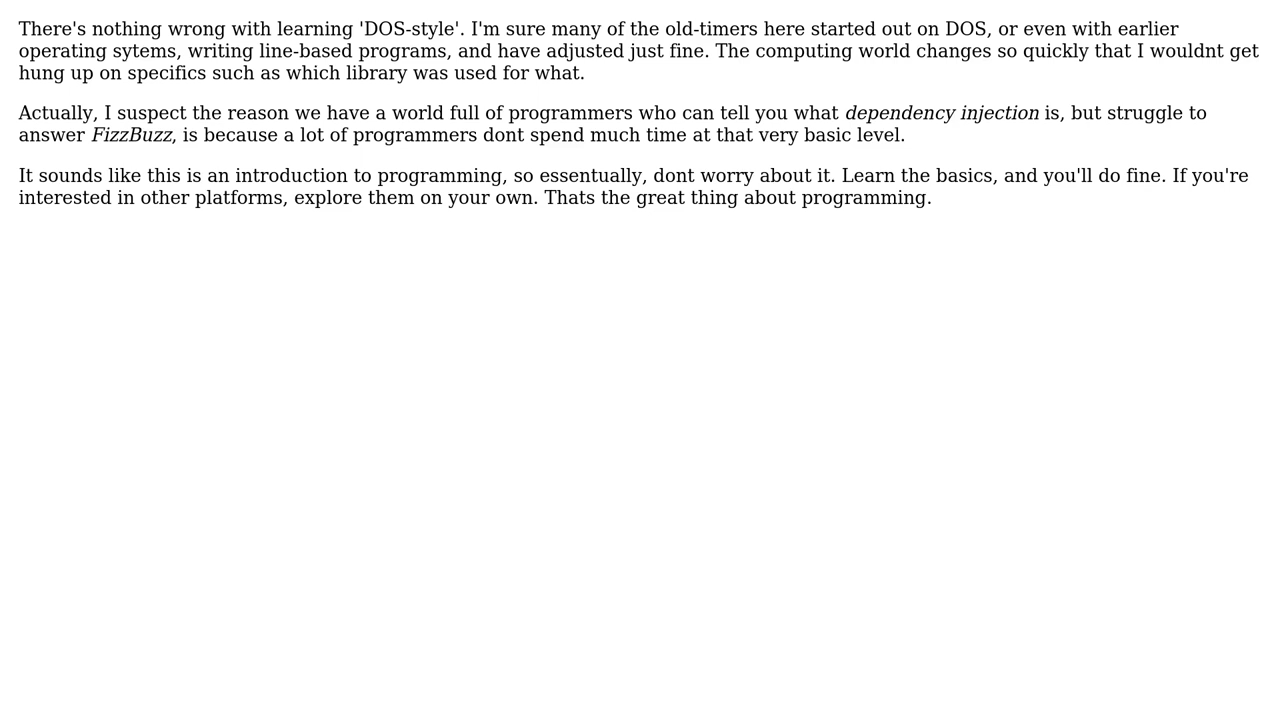 There's nothing wrong with learning 'DOS-style'. I'm sure many of the old-timers here started out on DOS, or even with earlier
operating sytems, writing line-based programs, and have adjusted just fine. The computing world changes so quickly that I wouldnt get
hung up on specifics such as which library was used for what.
Actually, I suspect the reason we have a world full of programmers who can tell you what dependency injection is, but struggle to
answer FizzBuzz, is because a lot of programmers dont spend much time at that very basic level.
It sounds like this is an introduction to programming, so essentially, dont worry about it. Learn the basics, and you'll do fine. If you're
interested in other platforms, explore them on your own. Thats the great thing about programming.